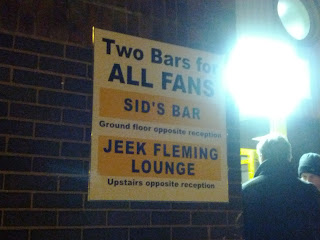 Two Bars for
ALL FANS
SID'S BAR
Ground floor opposite reception
JEEK FLEMING
LOUNGE
Upstairs opposite reception